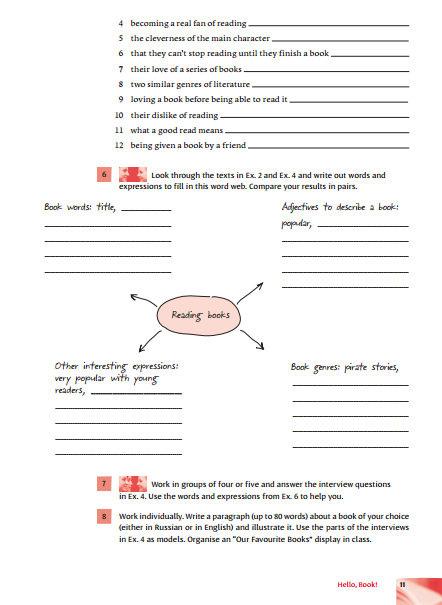 4 becoming a real fan of reading
5 the cleverness of the main character
6 that they can't stop reading until they finish a book
7 their love of a series of books
8 two similar genres of literature
9 loving a book before being able to read it
10 their dislike of reading
11 what a good read means
12 being given a book by a friend
6 Look through the texts in Ex. 2 and Ex. 4 and write out words and
expressions to fill in this word web. Compare your results in pairs.
Book words: title,
Adjectives to describe a book:
popular,
Reading books
Other interesting expressions:
very popular with young
readers,
Book genres: pirate stories,
7 Work in groups of four or five and answer the interview questions
in Ex. 4. Use the words and expressions from Ex. 6 to help you.
8 Work individually. Write a paragraph (up to 80 words) about a book of your choice
(either in Russian or in English) and illustrate it. Use the parts of the interviews
in Ex. 4 as models. Organise an "Our Favourite Books" display in class.
Hello, Book! 11